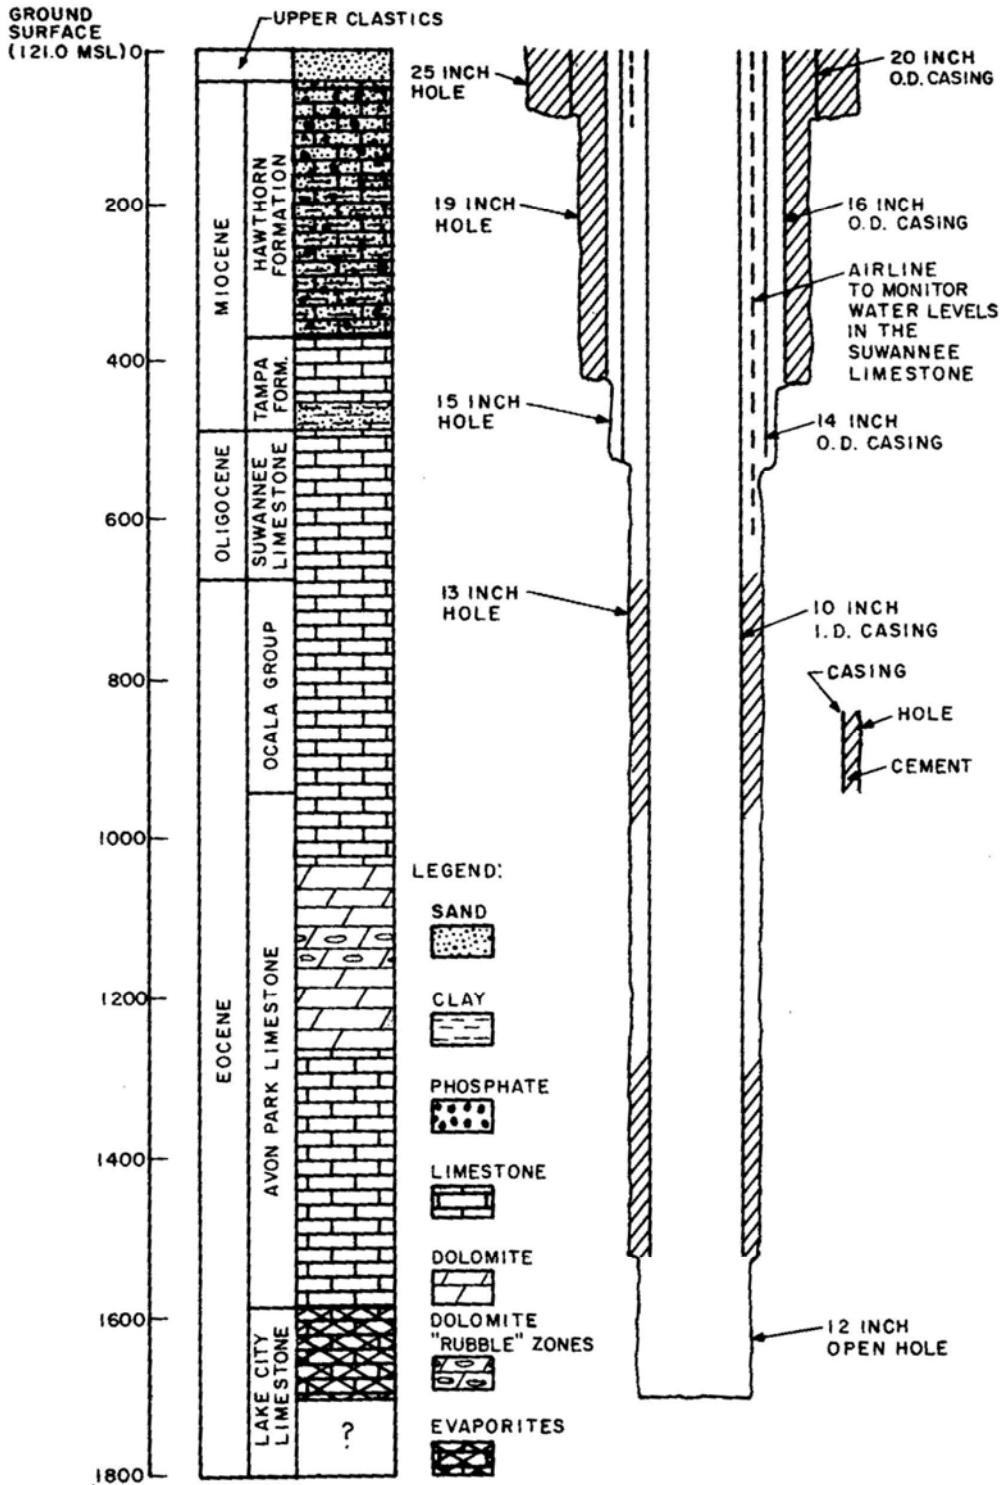 GROUND
SURFACE
(121.0 MSL) 0
UPPER CLASTICS
200
400
600
800
1000
1200
1400
1600
1800
MIOCENE
OLIGOCENE
EOCENE
HAWTHORN
FORMATION
TAMPA
FORM.
SUWANNEE
LIMESTONE
OCALA GROUP
AVON PARK LIMESTONE
LAKE CITY
LIMESTONE
?
25 INCH
HOLE
20 INCH
O.D. CASING
19 INCH
HOLE
16 INCH
O.D. CASING
AIRLINE
TO MONITOR
WATER LEVELS
IN THE
SUWANNEE
LIMESTONE
15 INCH
HOLE
14 INCH
O.D. CASING
13 INCH
HOLE
10 INCH
I.D. CASING
CASING
HOLE
CEMENT
12 INCH
OPEN HOLE
LEGEND:
SAND
CLAY
PHOSPHATE
LIMESTONE
DOLOMITE
DOLOMITE
"RUBBLE" ZONES
EVAPORITES